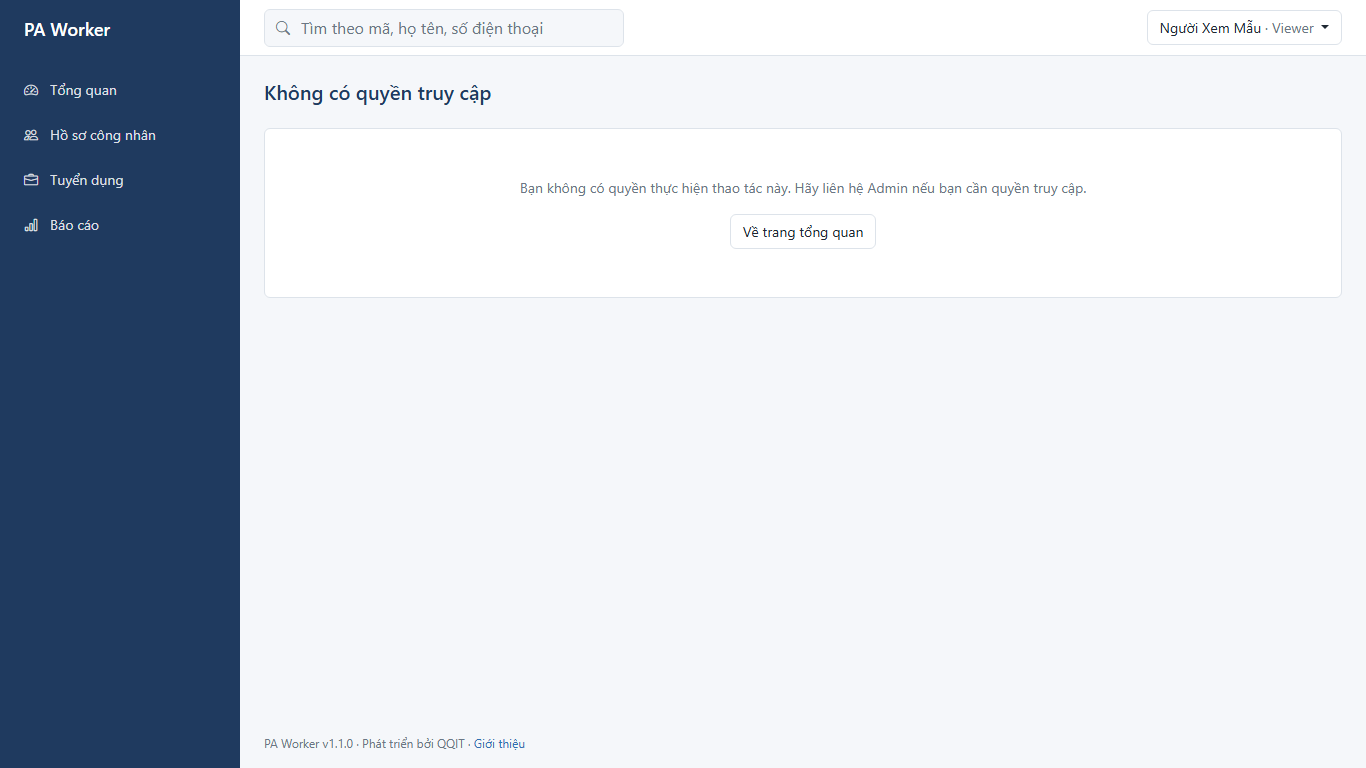 PA Worker
Tìm theo mã, họ tên, số điện thoại
Người Xem Mẫu · Viewer
Tổng quan
Hồ sơ công nhân
Tuyển dụng
Báo cáo
Không có quyền truy cập
Bạn không có quyền thực hiện thao tác này. Hãy liên hệ Admin nếu bạn cần quyền truy cập.
Về trang tổng quan
PA Worker v1.1.0 · Phát triển bởi QQIT · Giới thiệu